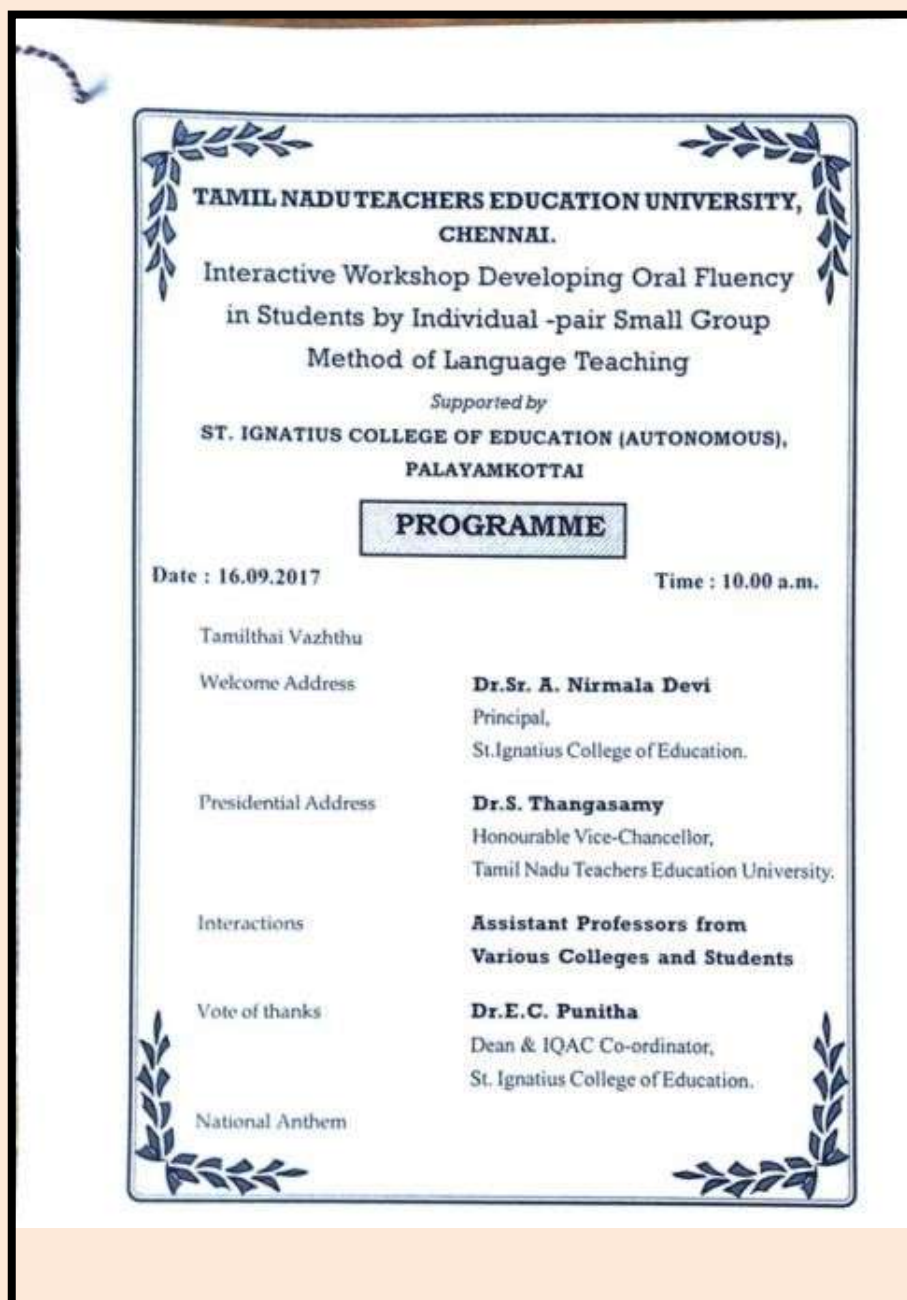 TAMIL NADU TEACHERS EDUCATION UNIVERSITY,
CHENNAI.
Interactive Workshop Developing Oral Fluency
in Students by Individual -pair Small Group
Method of Language Teaching
Supported by
ST. IGNATIUS COLLEGE OF EDUCATION (AUTONOMOUS),
PALAYAMKOTTAI
PROGRAMME
Date : 16.09.2017 Time : 10.00 a.m.
Tamilthai Vazhthu
Welcome Address Dr.Sr. A. Nirmala Devi
Principal,
St.Ignatius College of Education.
Presidential Address Dr.S. Thangasamy
Honourable Vice-Chancellor,
Tamil Nadu Teachers Education University.
Interactions Assistant Professors from
Various Colleges and Students
Vote of thanks Dr.E.C. Punitha
Dean & IQAC Co-ordinator,
St. Ignatius College of Education.
National Anthem